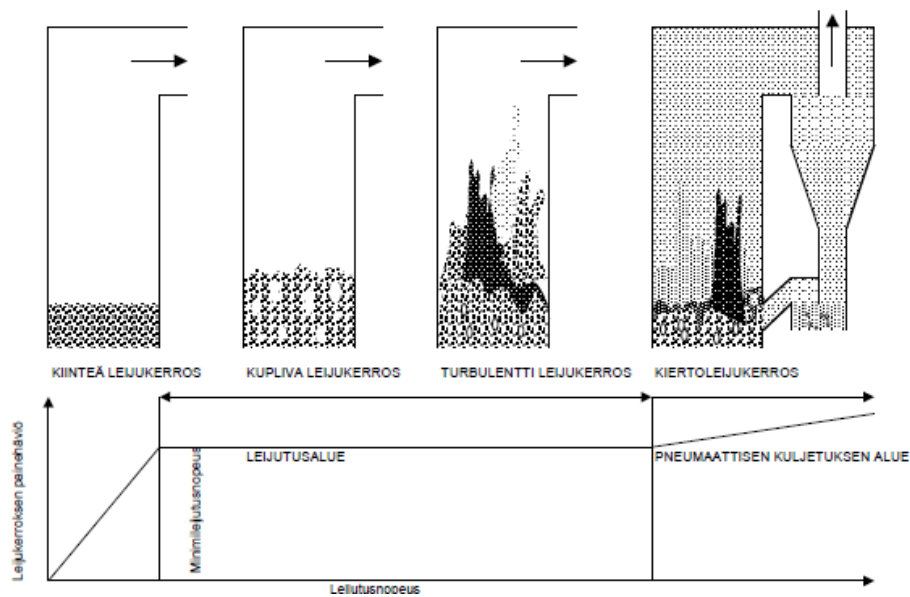 KIINTEÄ LEIJUKERROS
KUPLIVA LEIJUKERROS
TURBULENTTI LEIJUKERROS
KIERTOLEIJUKERROS
Leijukerroksen painehäviö
Minimileijutusnopeus
LEIJUTUSALUE
PNEUMAATTISEN KULJETUKSEN ALUE
Leijutusnopeus